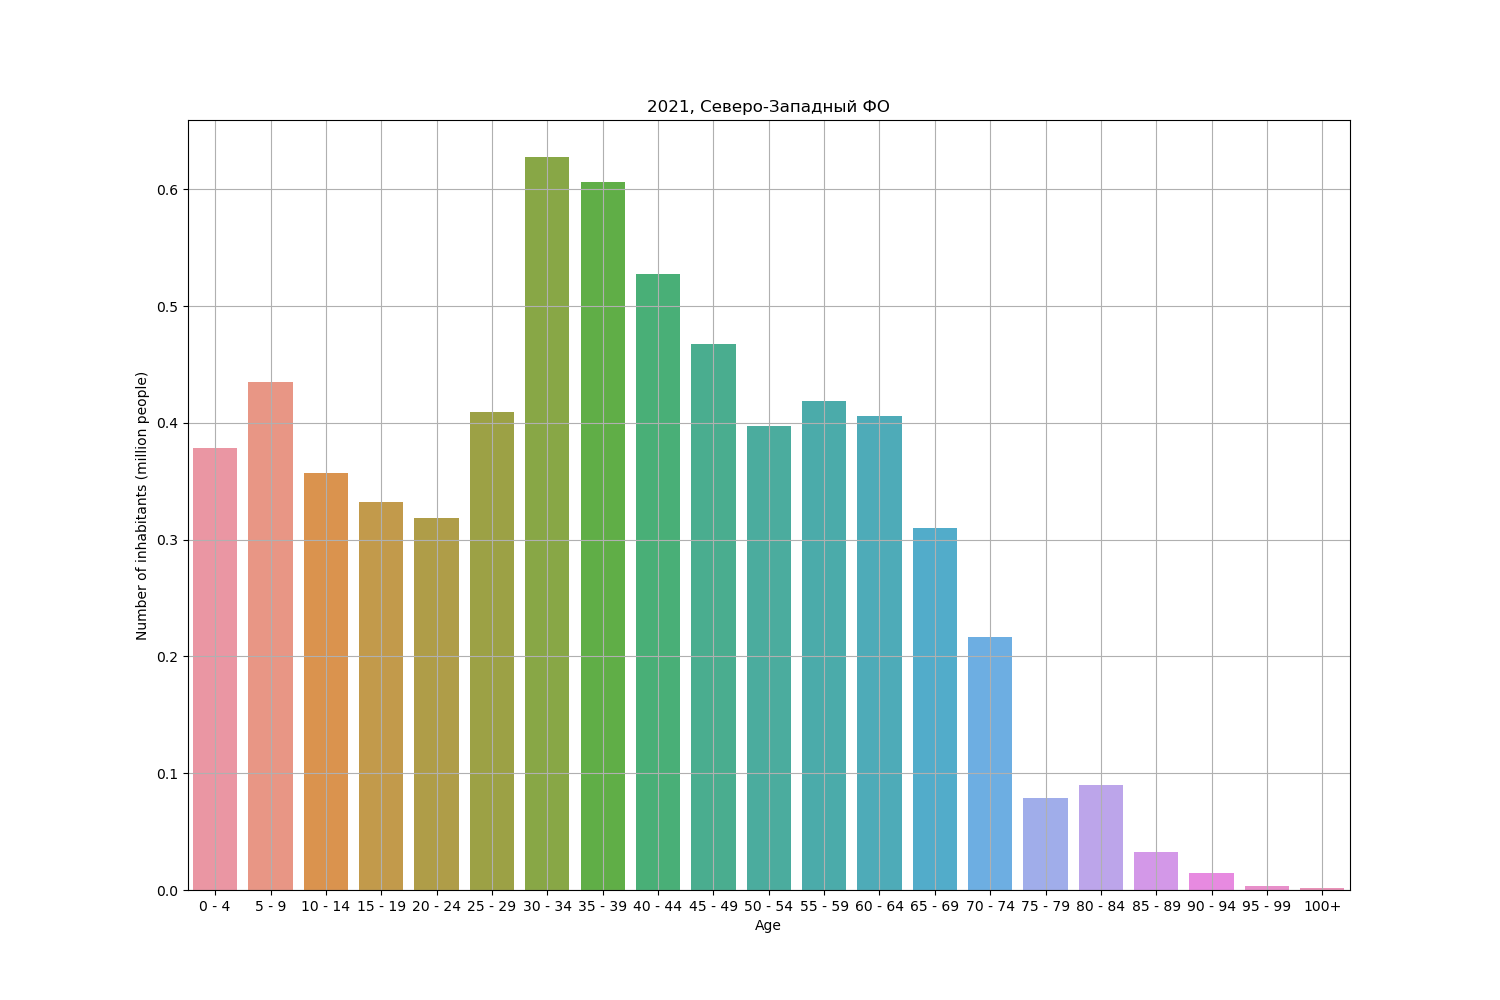 2021, Северо-Западный ФО
Number of inhabitants (million people)
0.6
0.5
0.4
0.3
0.2
0.1
0.0
0 - 4 5 - 9 10 - 14 15 - 19 20 - 24 25 - 29 30 - 34 35 - 39 40 - 44 45 - 49 50 - 54 55 - 59 60 - 64 65 - 69 70 - 74 75 - 79 80 - 84 85 - 89 90 - 94 95 - 99 100+
Age